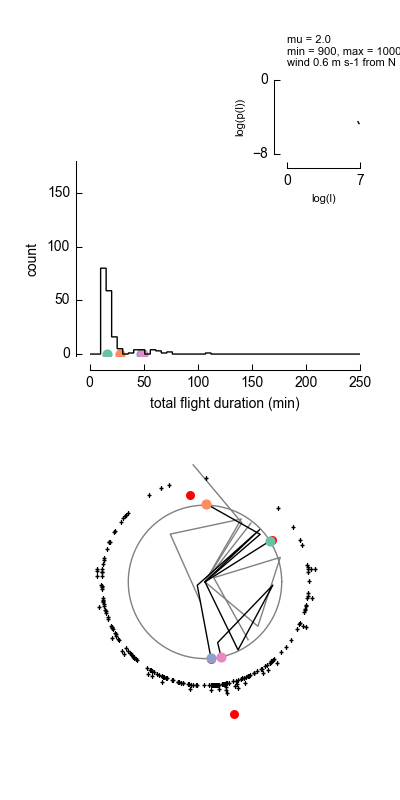 mu = 2.0
min = 900, max = 1000
wind 0.6 m s-1 from N
0
log(p(l))
−8
0
7
log(l)
150
100
50
0
count
0
50
100
150
200
250
total flight duration (min)